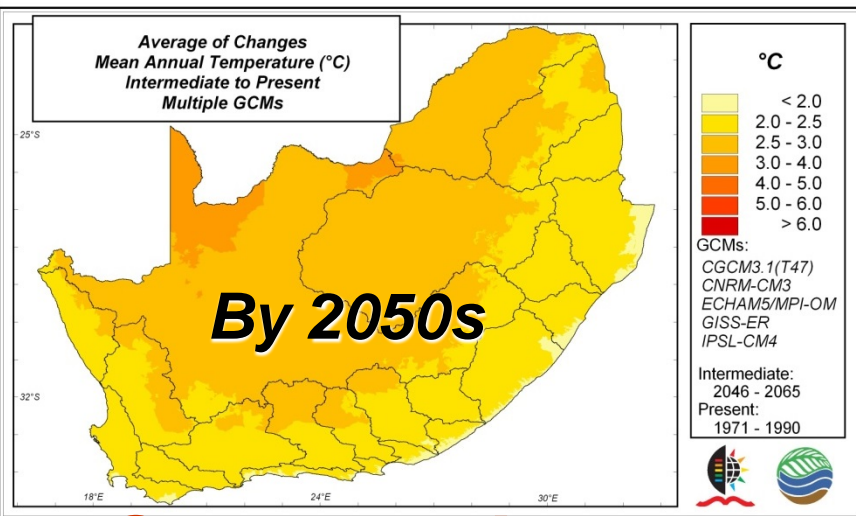 Average of Changes
Mean Annual Temperature (°C)
Intermediate to Present
Multiple GCMs
°C
< 2.0
2.0 - 2.5
2.5 - 3.0
3.0 - 4.0
4.0 - 5.0
5.0 - 6.0
> 6.0
GCMs:
CGCM3.1(T47)
CNRM-CM3
ECHAM5/MPI-OM
GISS-ER
IPSL-CM4
Intermediate:
2046 - 2065
Present:
1971 - 1990
25°S
By 2050s
32°S
18°E
24°E
30°E